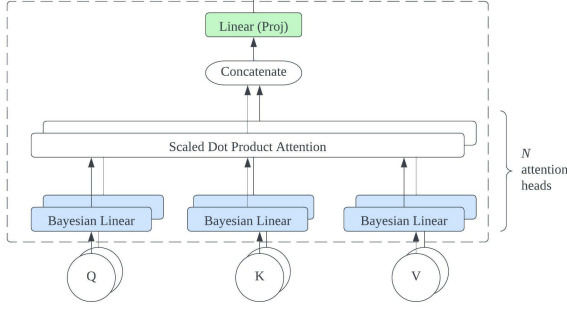 Linear (Proj)
Concatenate
Scaled Dot Product Attention
N
attention
heads
Bayesian Linear
Bayesian Linear
Bayesian Linear
Q
K
V